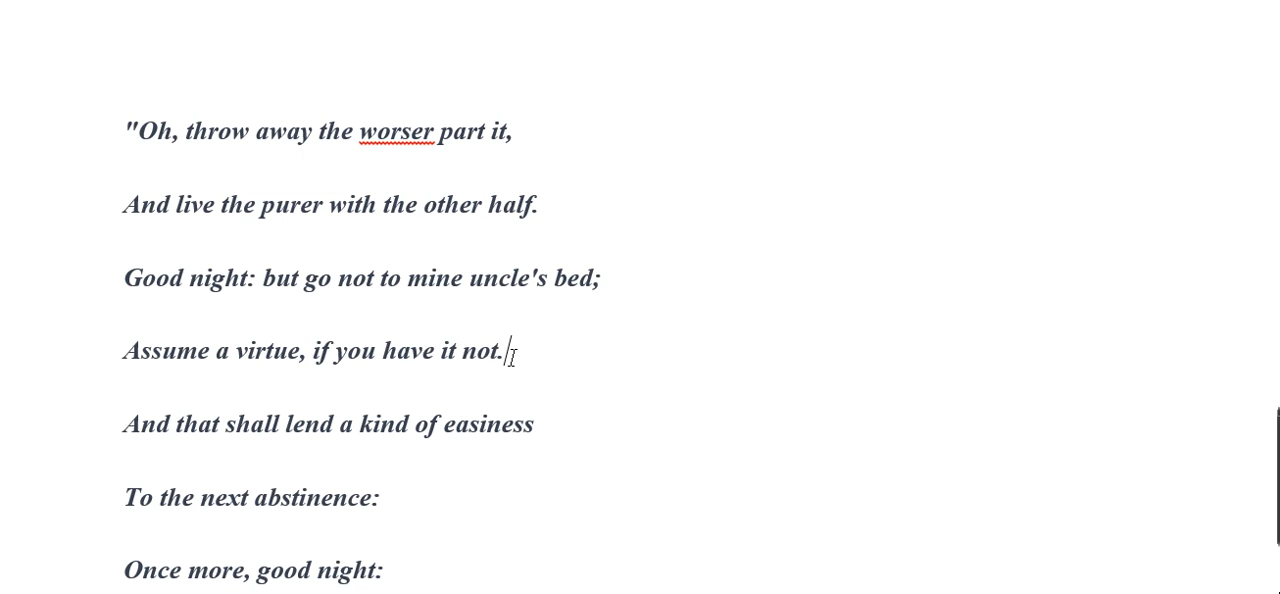 "Oh, throw away the worser part it,
And live the purer with the other half.
Good night: but go not to mine uncle's bed;
Assume a virtue, if you have it not.
And that shall lend a kind of easiness
To the next abstinence:
Once more, good night: